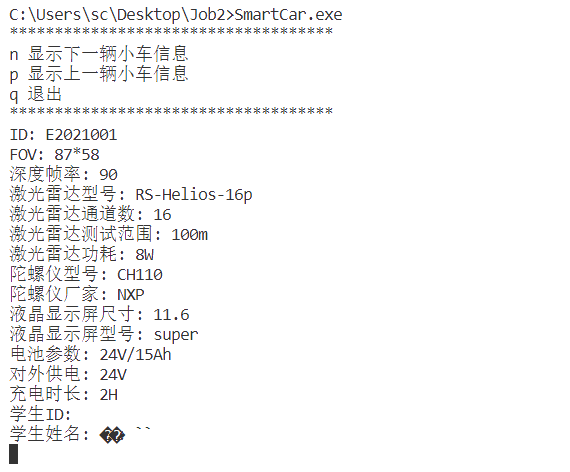 C:\Users\sc\Desktop\Job2>SmartCar.exe
************************************
n 显示下一辆小车信息
p 显示上一辆小车信息
q 退出
************************************
ID: E2021001
FOV: 87*58
深度帧率: 90
激光雷达型号: RS-Helios-16p
激光雷达通道数: 16
激光雷达测试范围: 100m
激光雷达功耗: 8W
陀螺仪型号: CH110
陀螺仪厂家: NXP
液晶显示屏尺寸: 11.6
液晶显示屏型号: super
电池参数: 24V/15Ah
对外供电: 24V
充电时长: 2H
学生ID:
学生姓名: �� ``